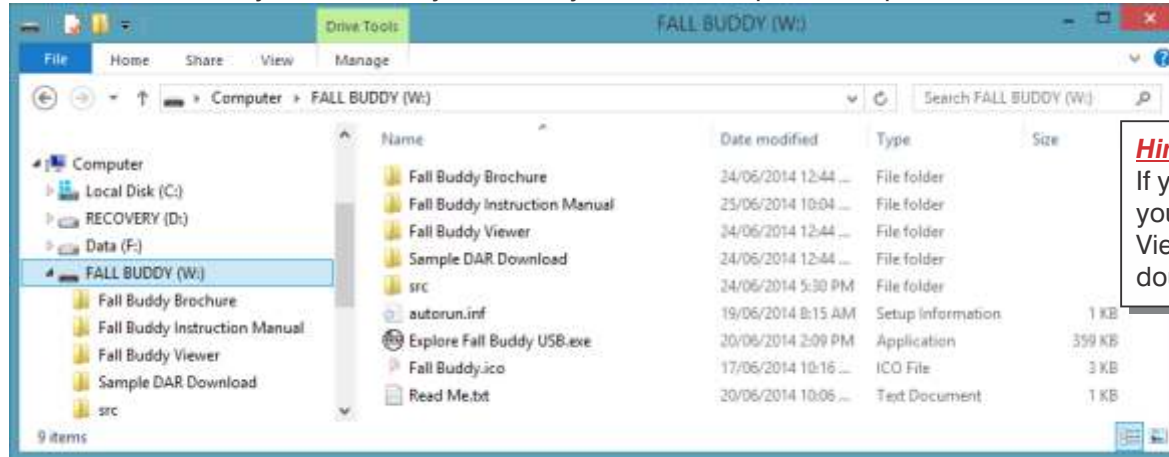 Drive Tools
FALL BUDDY (W:)
File Home Share View Manage
Computer FALL BUDDY (W:)
Search FALL BUDDY (W:)
Name Date modified Type Size
Computer
Local Disk (C:)
RECOVERY (D:)
Data (F:)
FALL BUDDY (W:)
Fall Buddy Brochure
Fall Buddy Instruction Manual
Fall Buddy Viewer
Sample DAR Download
src
Fall Buddy Brochure 24/06/2014 12:44 ... File folder
Fall Buddy Instruction Manual 25/06/2014 10:04 ... File folder
Fall Buddy Viewer 24/06/2014 12:44 ... File folder
Sample DAR Download 24/06/2014 12:44 ... File folder
src 24/06/2014 5:30 PM File folder
autorun.inf 19/06/2014 8:15 AM Setup Information 1 KB
Explore Fall Buddy USB.exe 20/06/2014 2:09 PM Application 359 KB
Fall Buddy.ico 17/06/2014 10:16 ... ICO File 3 KB
Read Me.txt 20/06/2014 10:06 ... Text Document 1 KB
9 items
If